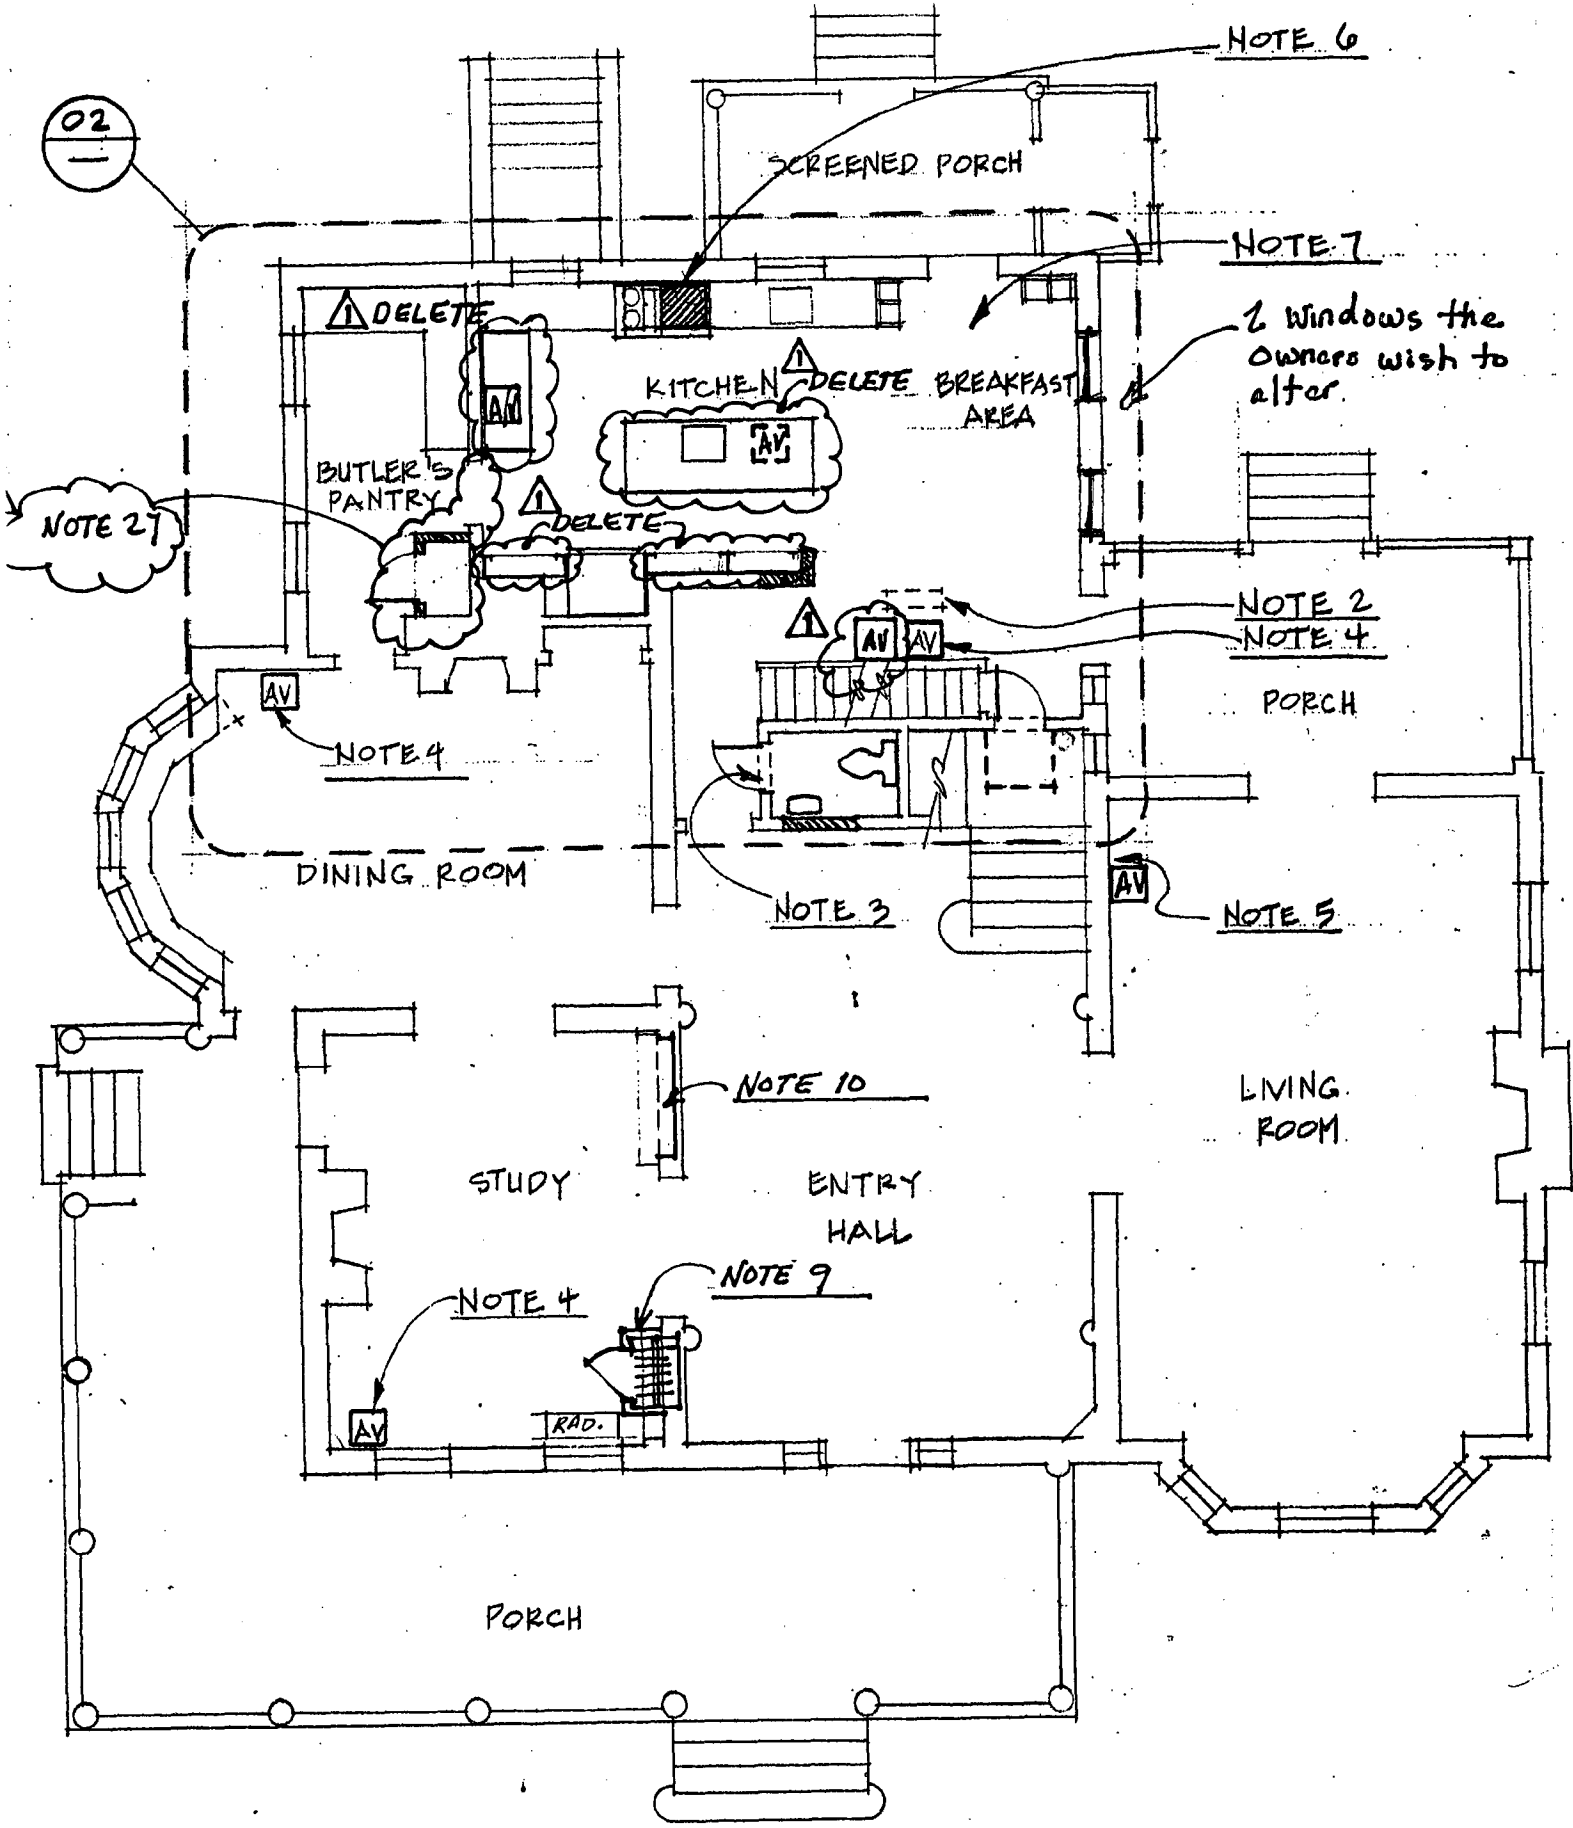 NOTE 6
02
SCREENED PORCH
NOTE 7
1 DELETE
2 Windows the
Owners wish to
alter.
1
KITCHEN
DELETE
BREAKFAST
AREA
AV
AV
BUTLER'S
PANTRY
1
DELETE
NOTE 27
NOTE 2
1
AV
AV
NOTE 4
AV
PORCH
NOTE 4
DINING ROOM
AV
NOTE 3
NOTE 5
NOTE 10
LIVING
ROOM
STUDY
ENTRY
HALL
NOTE 9
NOTE 4
AV
RAD.
PORCH